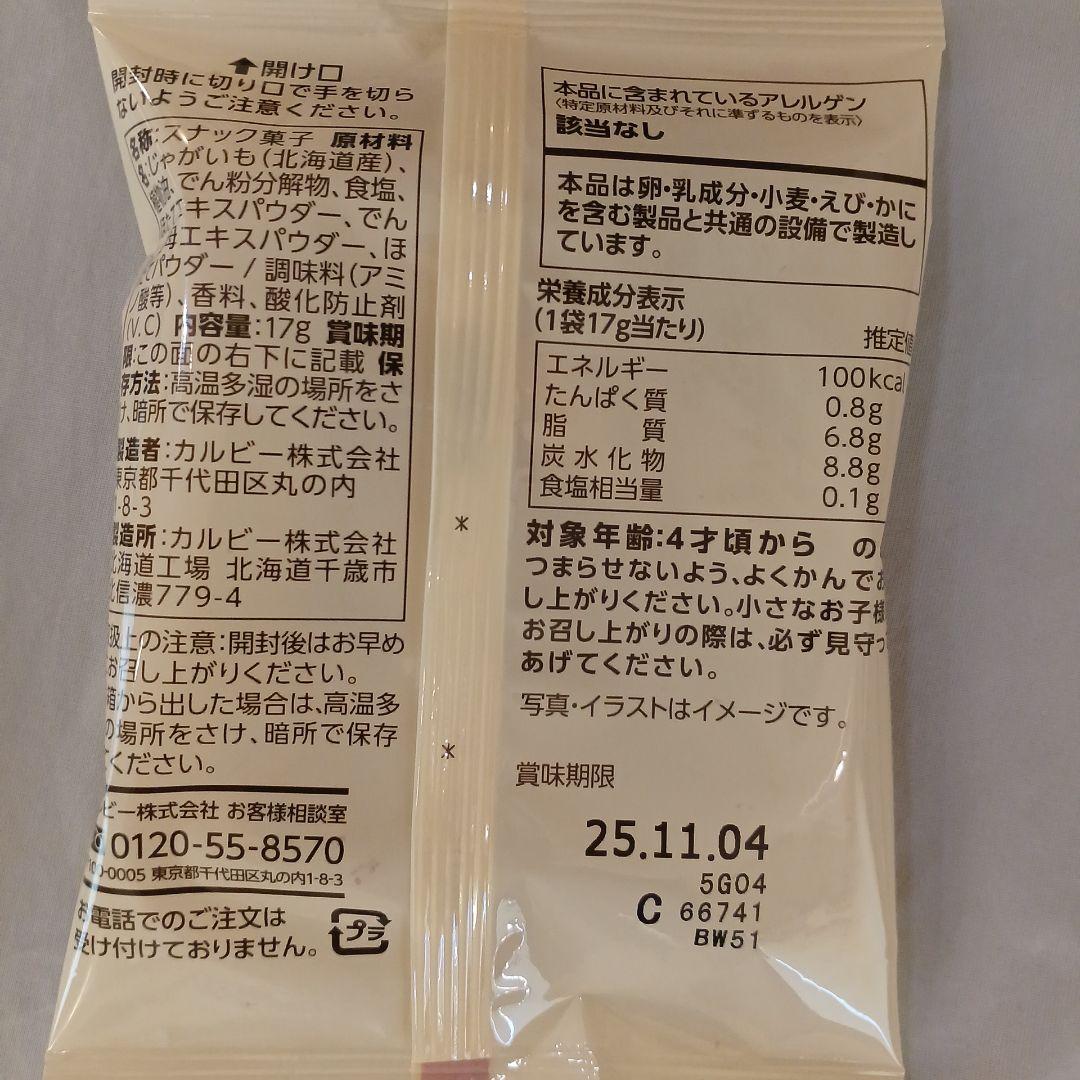 開け口
開封時に切り口で手を切ら
ないようご注意ください。
名称:スナック菓子 原材料
名:じゃがいも(北海道産)、
でん粉分解物、食塩、
エキスパウダー、でん
母エキスパウダー、ほ
パウダー / 調味料(アミ
ノ酸等)、香料、酸化防止剤
(V.C) 内容量:17g 賞味期
限:この面の右下に記載 保
存方法:高温多湿の場所をさ
け、暗所で保存してください。
製造者:カルビー株式会社
東京都千代田区丸の内
1-8-3
製造所:カルビー株式会社
北海道工場 北海道千歳市
北信濃779-4
扱上の注意:開封後はお早め
お召し上がりください。
箱から出した場合は、高温多
の場所をさけ、暗所で保存
てください。
ルビー株式会社 お客様相談室
0120-55-8570
100-0005 東京都千代田区丸の内1-8-3
お電話でのご注文は
受け付けておりません。
プラ
本品に含まれているアレルゲン
〈特定原材料及びそれに準ずるものを表示〉
該当なし
本品は卵・乳成分・小麦・えび・かに
を含む製品と共通の設備で製造し
ています。
栄養成分表示
(1袋17g当たり) 推定値
エネルギー 100kcal
たんぱく質 0.8g
脂質 6.8g
炭水化物 8.8g
食塩相当量 0.1g
対象年齢:4才頃から の
つまらせないよう、よくかんでお
し上がりください。小さなお子様
お召し上がりの際は、必ず見守っ
あげてください。
写真・イラストはイメージです。
賞味期限
25.11.04
5G04
C 66741
BW51